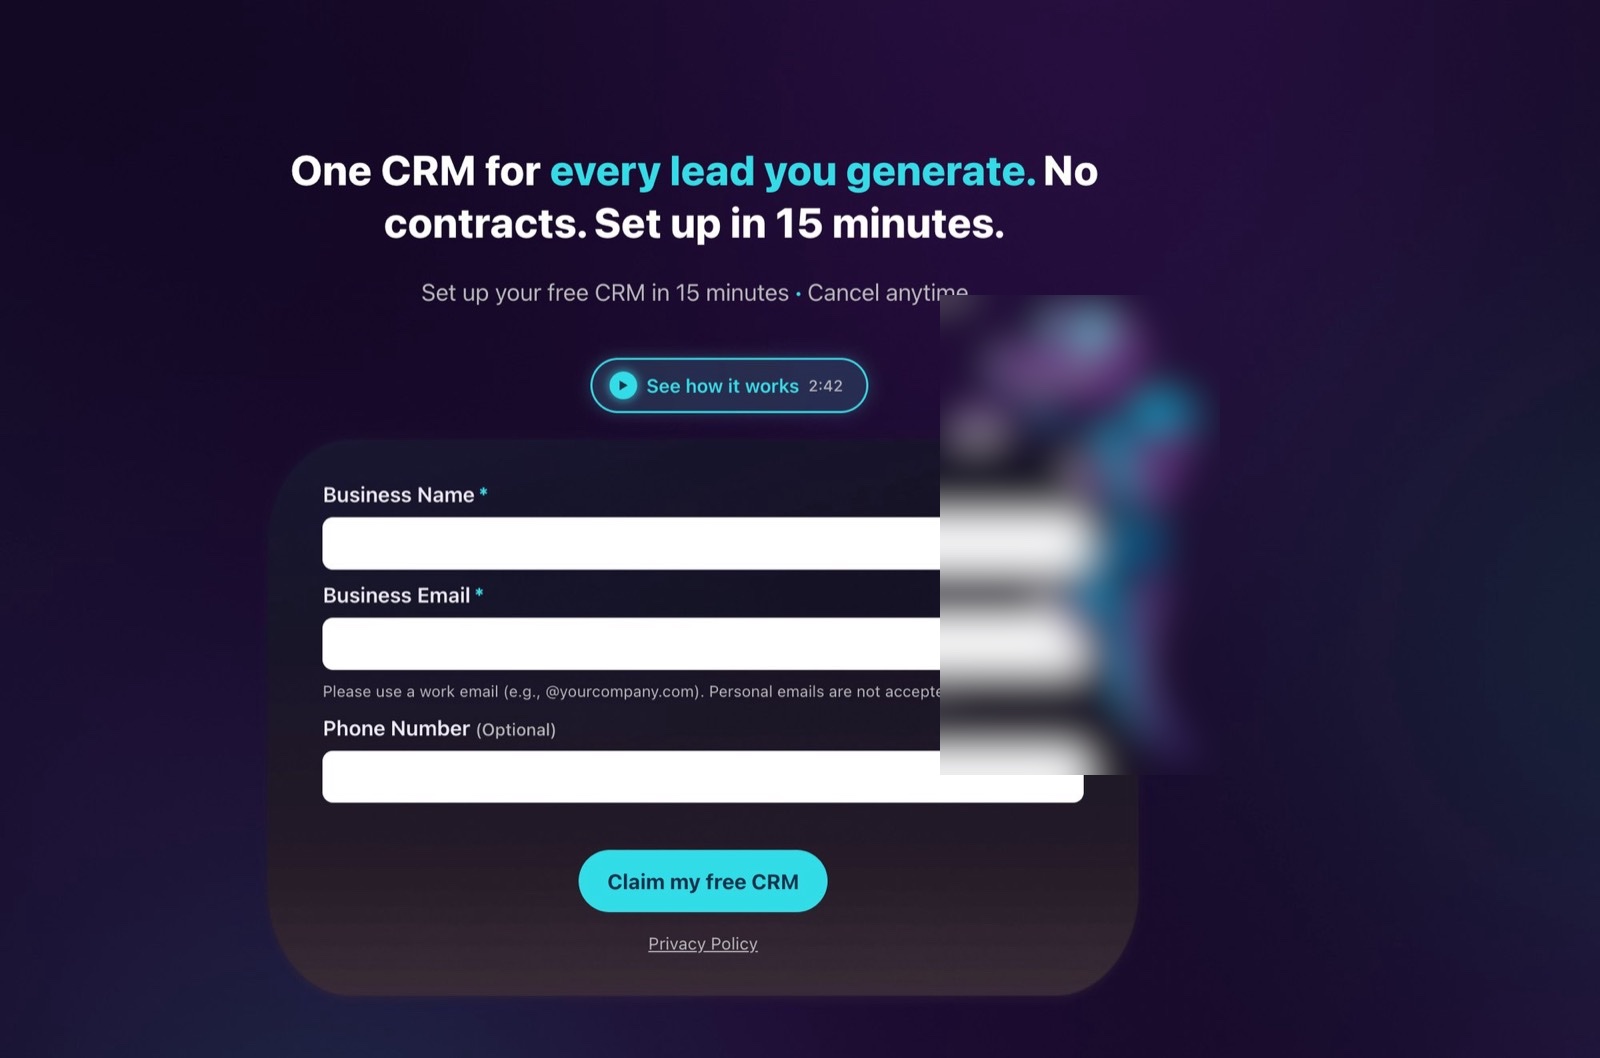 One CRM for every lead you generate. No
contracts. Set up in 15 minutes.
Set up your free CRM in 15 minutes • Cancel anytime
See how it works 2:42
Business Name *
Business Email *
Please use a work email (e.g., @yourcompany.com). Personal emails are not
Phone Number (Optional)
Claim my free CRM
Privacy Policy